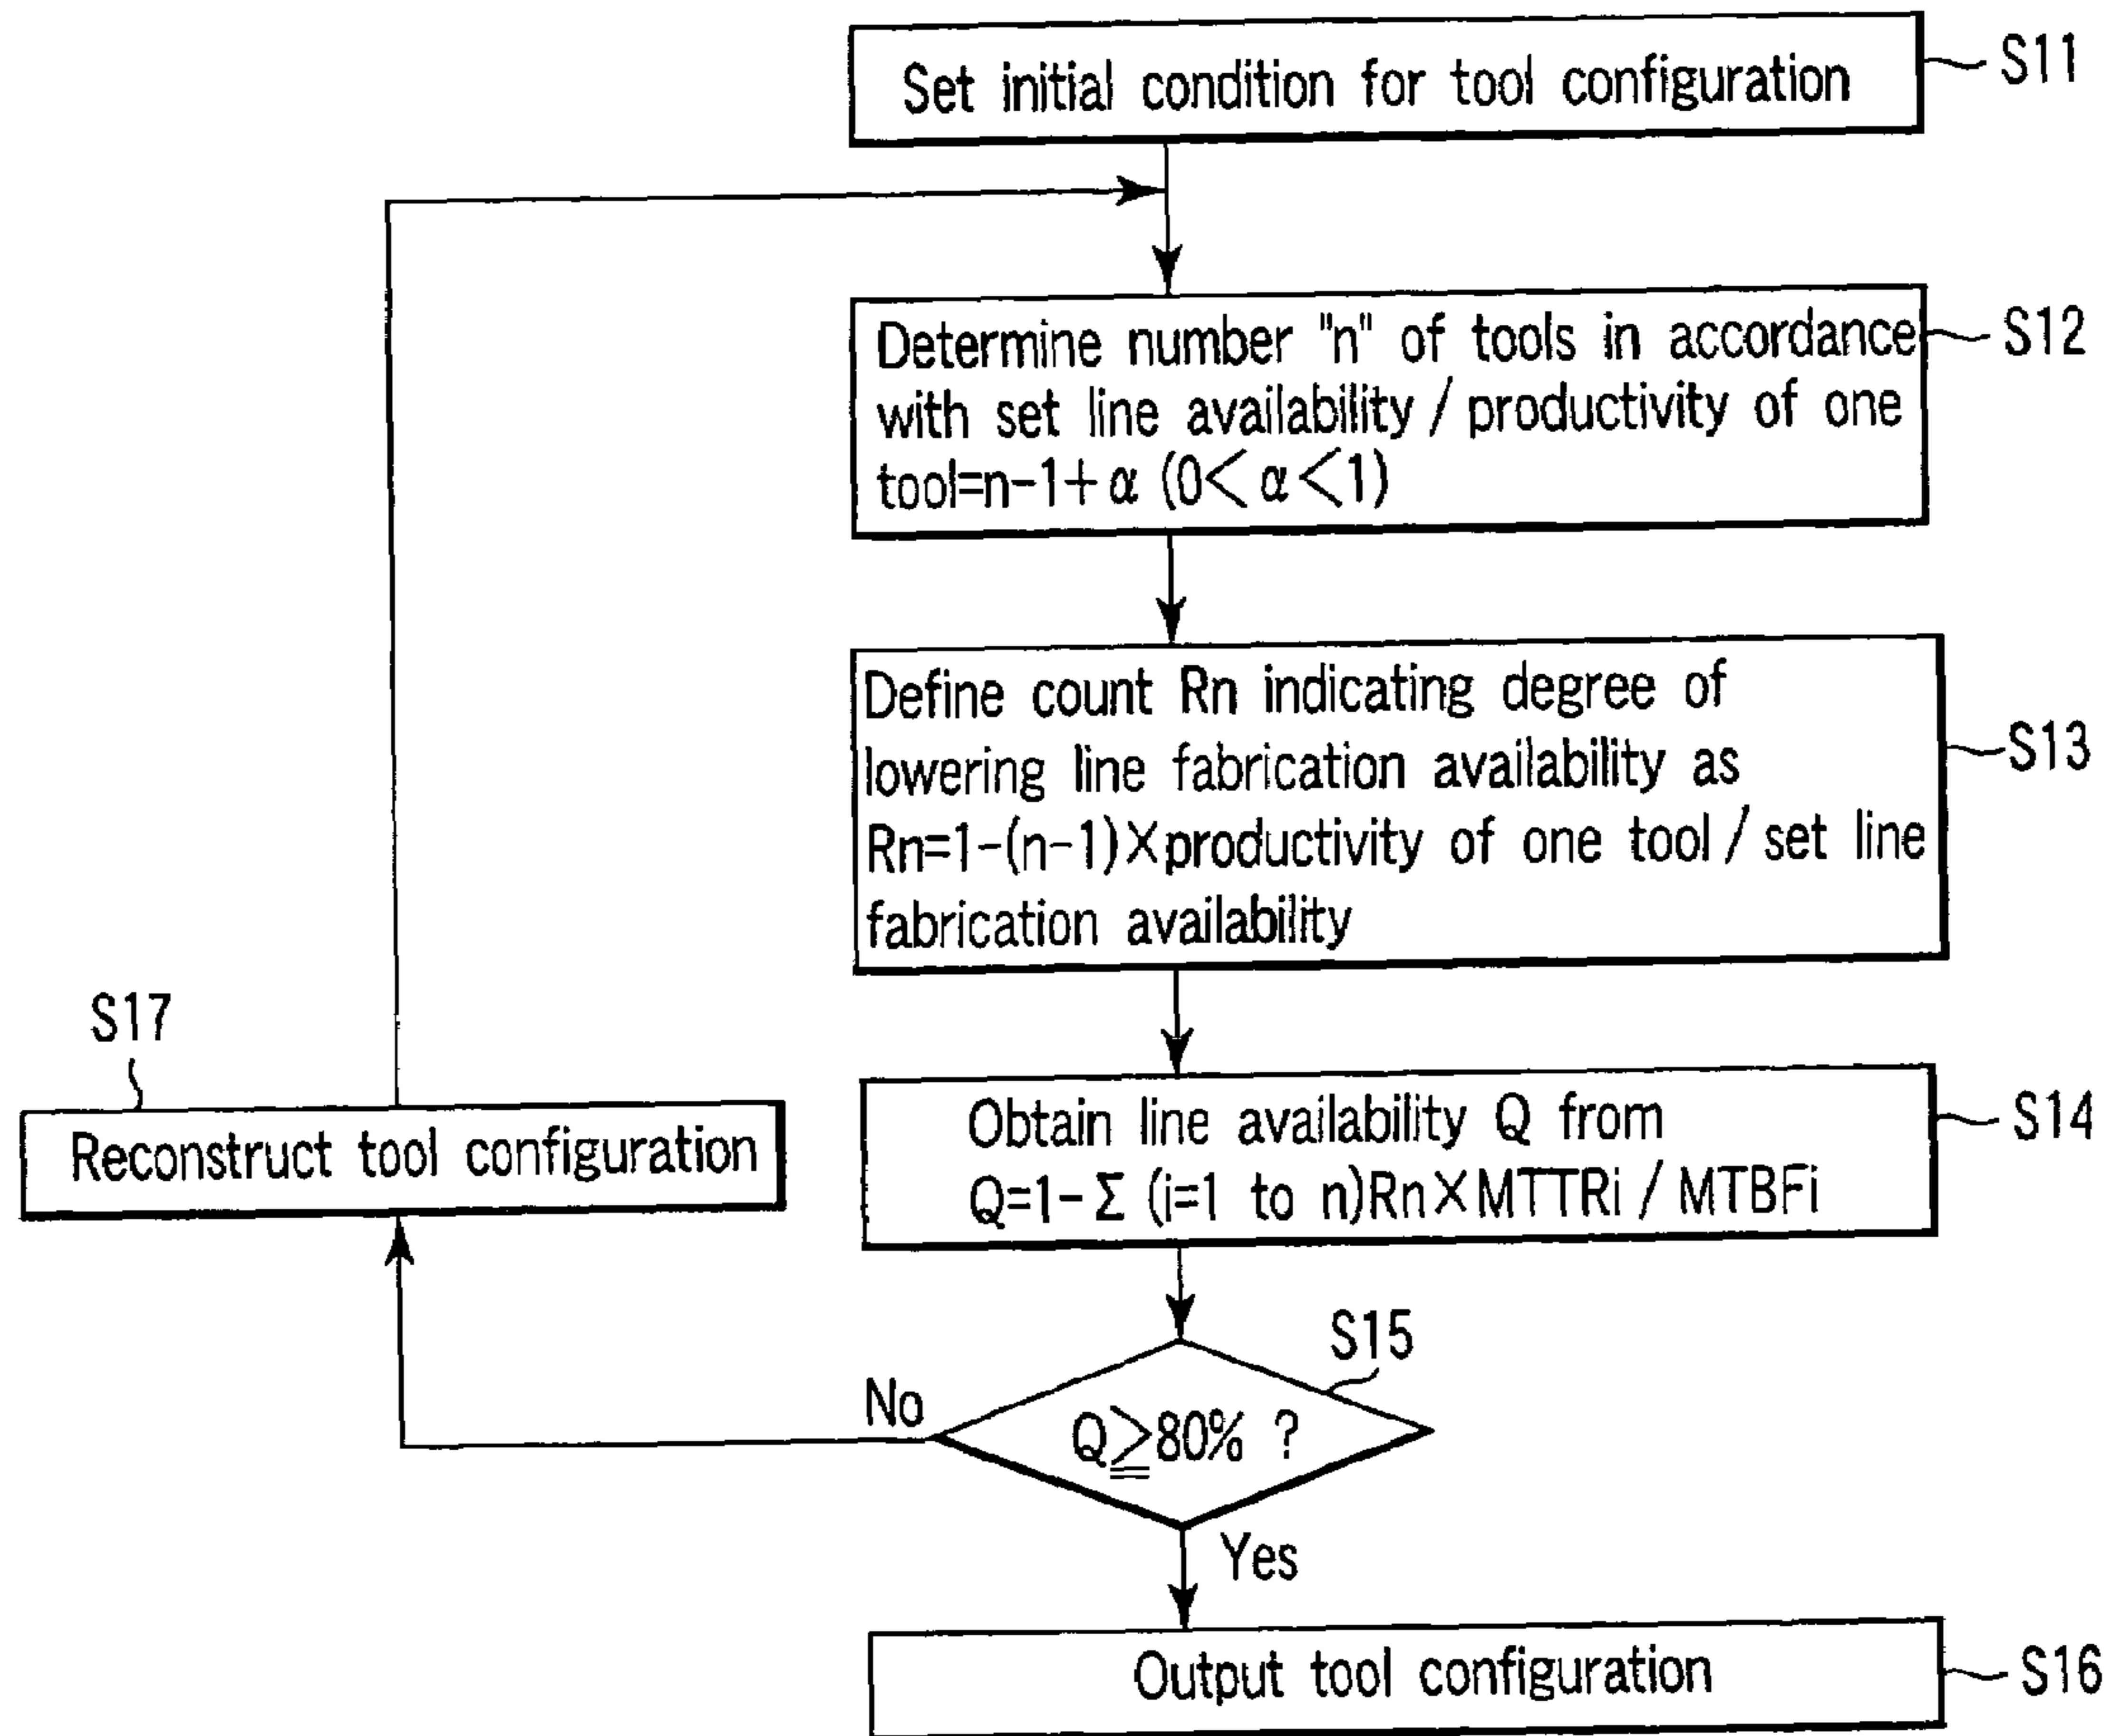 Set initial condition for tool configuration
S11
Determine number "n" of tools in accordance
with set line availability / productivity of one
tool=n-1+α (0<α<1)
S12
Define count Rn indicating degree of
lowering line fabrication availability as
Rn=1-(n-1)×productivity of one tool / set line
fabrication availability
S13
Obtain line availability Q from
Q=1-Σ (i=1 to n)Rn×MTTRi / MTBFi
S14
S17
Reconstruct tool configuration
S15
Q≧80% ?
No
Yes
Output tool configuration
S16